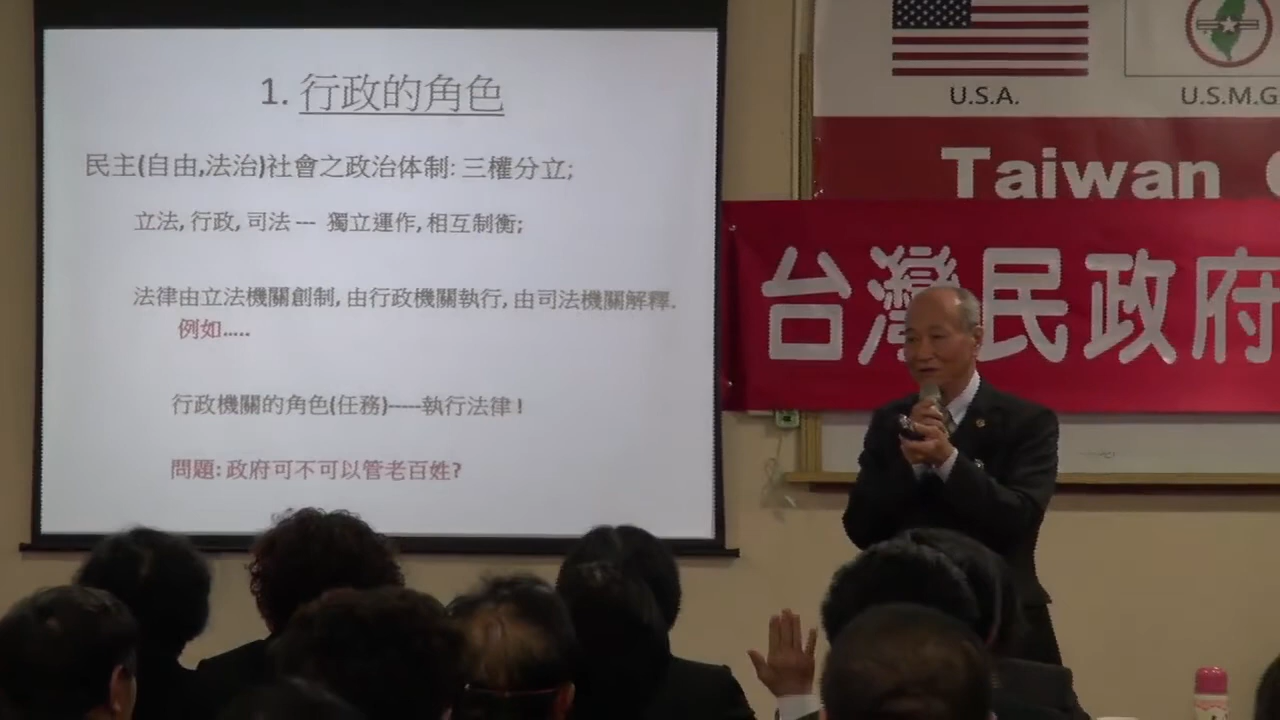 1. 行政的角色
民主(自由,法治)社會之政治体制: 三權分立;
立法, 行政, 司法 --- 獨立運作, 相互制衡;
法律由立法機關創制, 由行政機關執行, 由司法機關解釋.
例如.....
行政機關的角色(任務)-----執行法律 !
問題: 政府可不可以管老百姓?
U.S.A.
U.S.M.G
Taiwan
台灣民政府